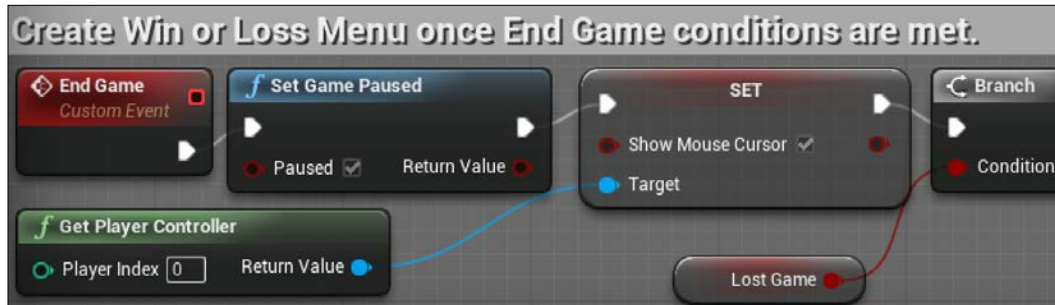 Create Win or Loss Menu once End Game conditions are met.
End Game
Custom Event
f Set Game Paused
Paused
Return Value
SET
Show Mouse Cursor
Target
Branch
Condition
f Get Player Controller
Player Index 0
Return Value
Lost Game